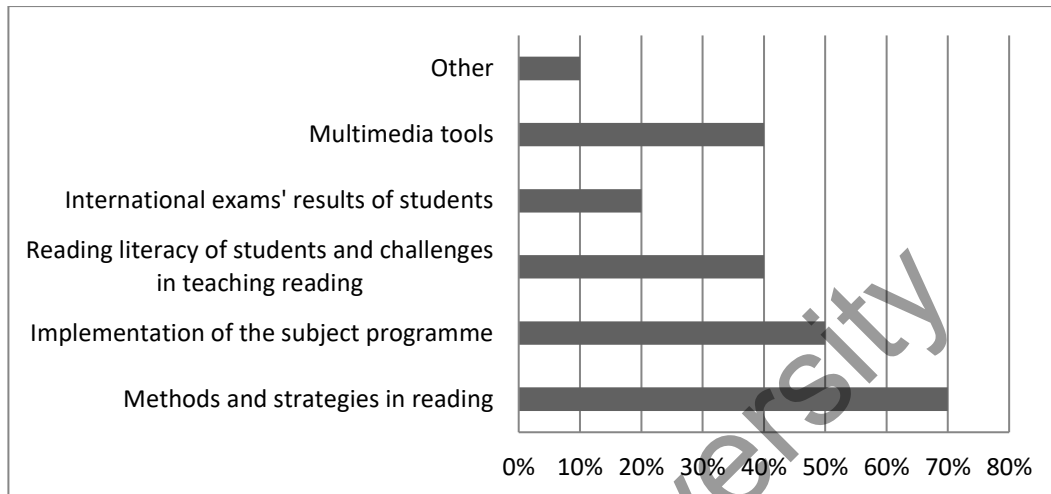 Other
Multimedia tools
International exams' results of students
Reading literacy of students and challenges
in teaching reading
Implementation of the subject programme
Methods and strategies in reading
0% 10% 20% 30% 40% 50% 60% 70% 80%
versity